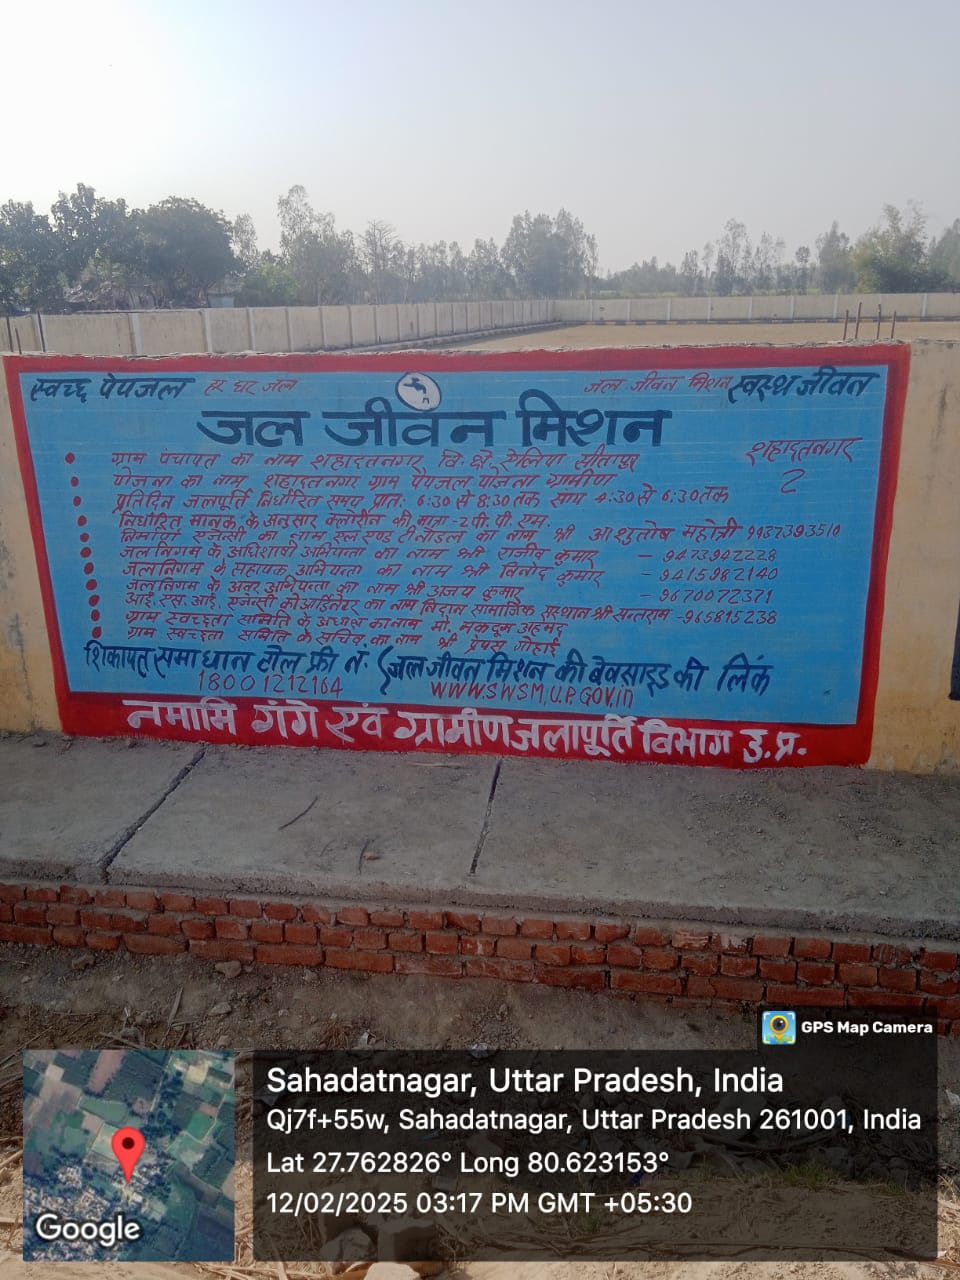 स्वच्छ पेयजल हर घर जल जल जीवन मिशन स्वस्थ जीवन
जल जीवन मिशन
शहादतनगर
2
ग्राम पंचायत का नाम शहादतनगर वि. क्षे. ऐलिया सीतापुर
योजना का नाम शहादतनगर ग्राम पेयजल योजना ग्रामीण
प्रतिदिन जलपूर्ति निर्धारित समय प्रातः 6:30 से 8:30 तक सायं 4:30 से 6:30 तक
निर्धारित मानक के अनुसार क्लोरीन की मात्रा - 2 पी. पी. एम.
निर्माण एजेन्सी का नाम एल एण्ड टी नोडल का नाम श्री आशुतोष महोत्री 9437393510
जल निगम के अधिशाषी अभियन्ता का नाम श्री राजीव कुमार - 9473942228
जल निगम के सहायक अभियन्ता का नाम श्री विनोद कुमार - 9415982140
जल निगम के अवर अभियन्ता का नाम श्री अजय कुमार - 9670072371
आई. एस. आई. एजेन्सी कोआर्डिनेटर का नाम निदान सामाजिक संस्थान श्री सन्तराम - 965815238
ग्राम स्वच्छता समिति के अध्यक्ष का नाम मो. मकदूम अहमद
ग्राम स्वच्छता समिति के सचिव का नाम श्री
शिकायत समाधान टोल फ्री नं: (जल जीवन मिशन की बेवसाइड की लिंक
18001212164 WWW.SWSM.UP.GOV.in
नमामि गंगे एवं ग्रामीण जलापूर्ति विभाग उ. प्र.
GPS Map Camera
Sahadatnagar, Uttar Pradesh, India
Qj7f+55w, Sahadatnagar, Uttar Pradesh 261001, India
Lat 27.762826° Long 80.623153°
12/02/2025 03:17 PM GMT +05:30
Google